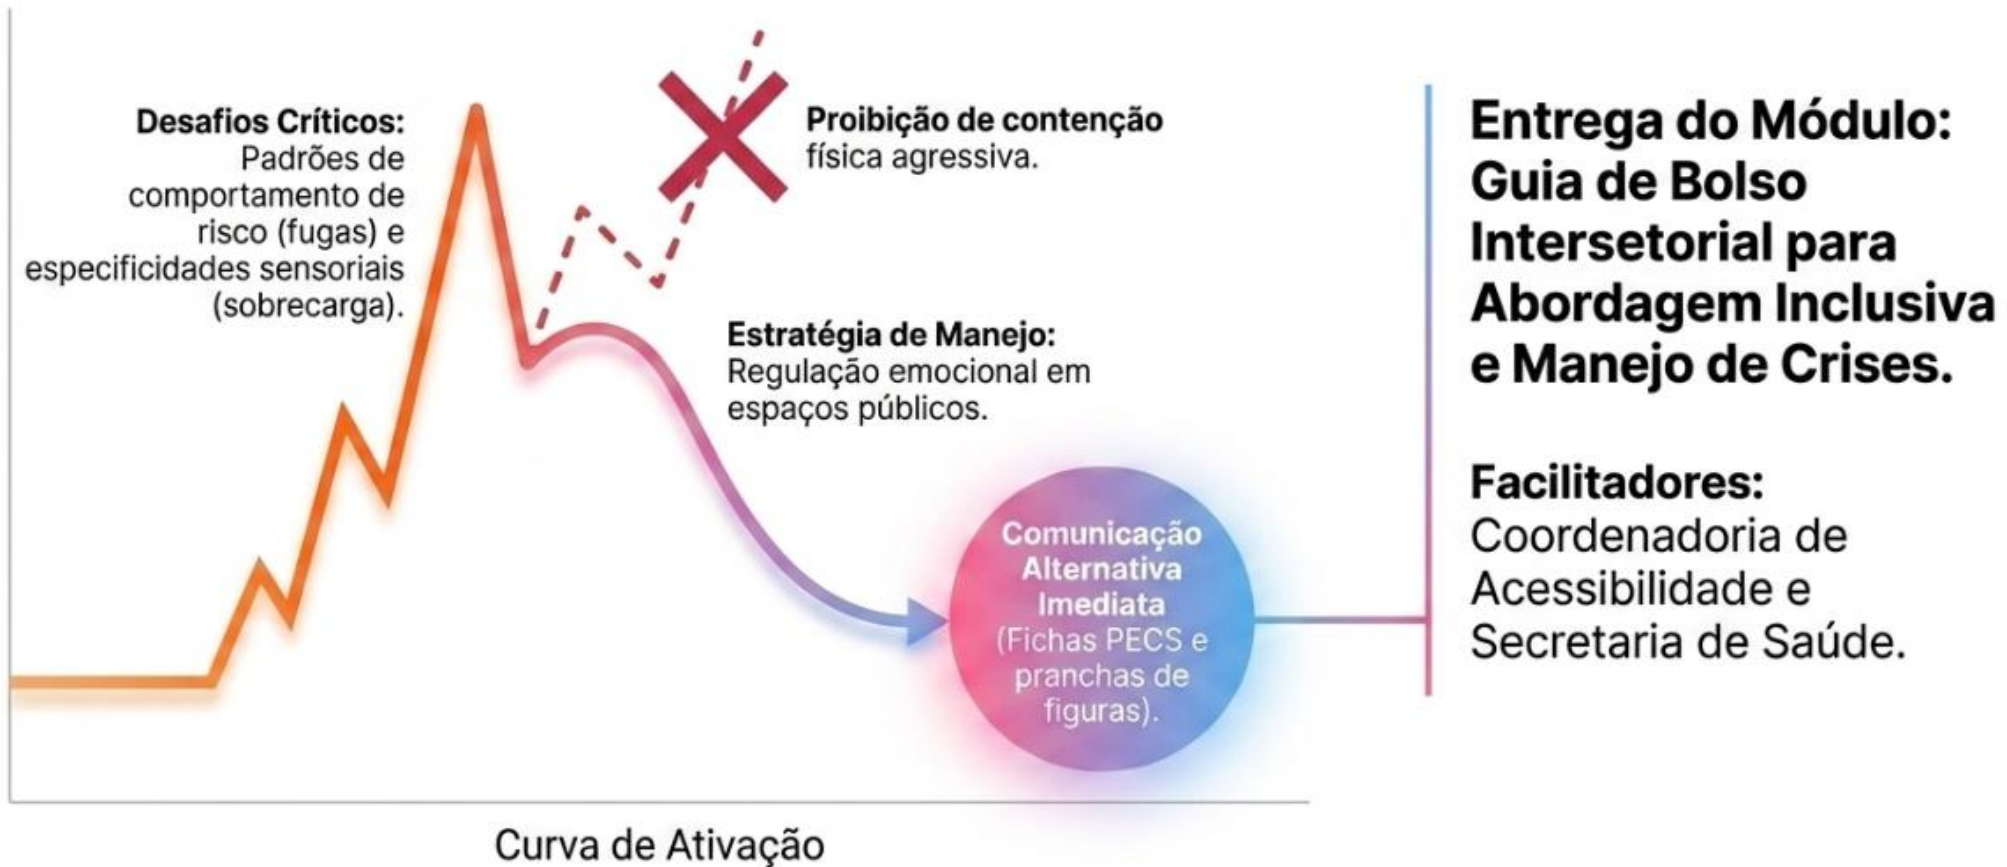 Desafios Críticos:
Padrões de
comportamento de
risco (fugas) e
especificidades sensoriais
(sobrecarga).
Proibição de contenção
física agressiva.
Estratégia de Manejo:
Regulação emocional em
espaços públicos.
Comunicação
Alternativa
Imediata
(Fichas PECS e
pranchas de
figuras).
Curva de Ativação
Entrega do Módulo:
Guia de Bolso
Intersetorial para
Abordagem Inclusiva
e Manejo de Crises.
Facilitadores:
Coordenadoria de
Acessibilidade e
Secretaria de Saúde.